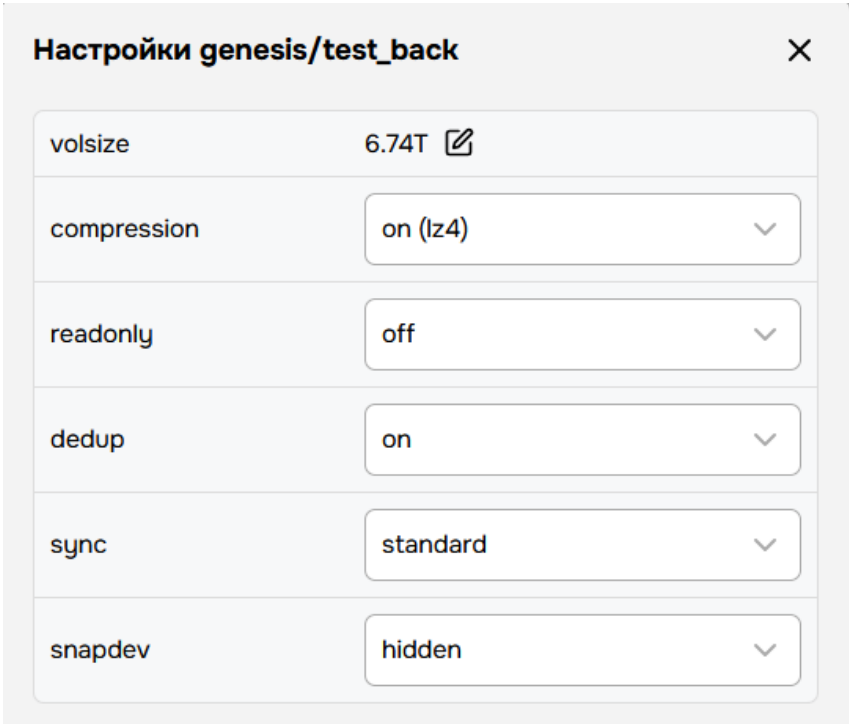 Настройки genesis/test_back
volsize 6.74T
compression on (lz4)
readonly off
dedup on
sync standard
snapdev hidden